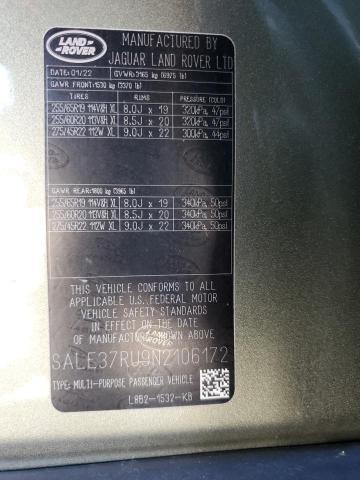 LAND ROVER
MANUFACTURED BY
JAGUAR LAND ROVER LTD
DATE:01/22 GVWR:3165 kg (6975 lb)
GAWR FRONT:1530 kg (3370 lb)
TIRES RIMS PRESSURE (COLD)
255/65R19 114V&H XL 8.0J x 19 320kPa, 47psi
255/60R20 113V&H XL 8.5J x 20 320kPa, 47psi
275/45R22 112W XL 9.0J x 22 300kPa, 44psi
GAWR REAR:1800 kg (3965 lb)
255/65R19 114V&H XL 8.0J x 19 340kPa, 50psi
255/60R20 113V&H XL 8.5J x 20 340kPa, 50psi
275/45R22 112W XL 9.0J x 22 340kPa, 50psi
THIS VEHICLE CONFORMS TO ALL
APPLICABLE U.S. FEDERAL MOTOR
VEHICLE SAFETY STANDARDS
IN EFFECT ON THE DATE OF
MANUFACTURE SHOWN ABOVE
SALE37RU9N2106172
TYPE: MULTI-PURPOSE PASSENGER VEHICLE
L8B2-1532-KB